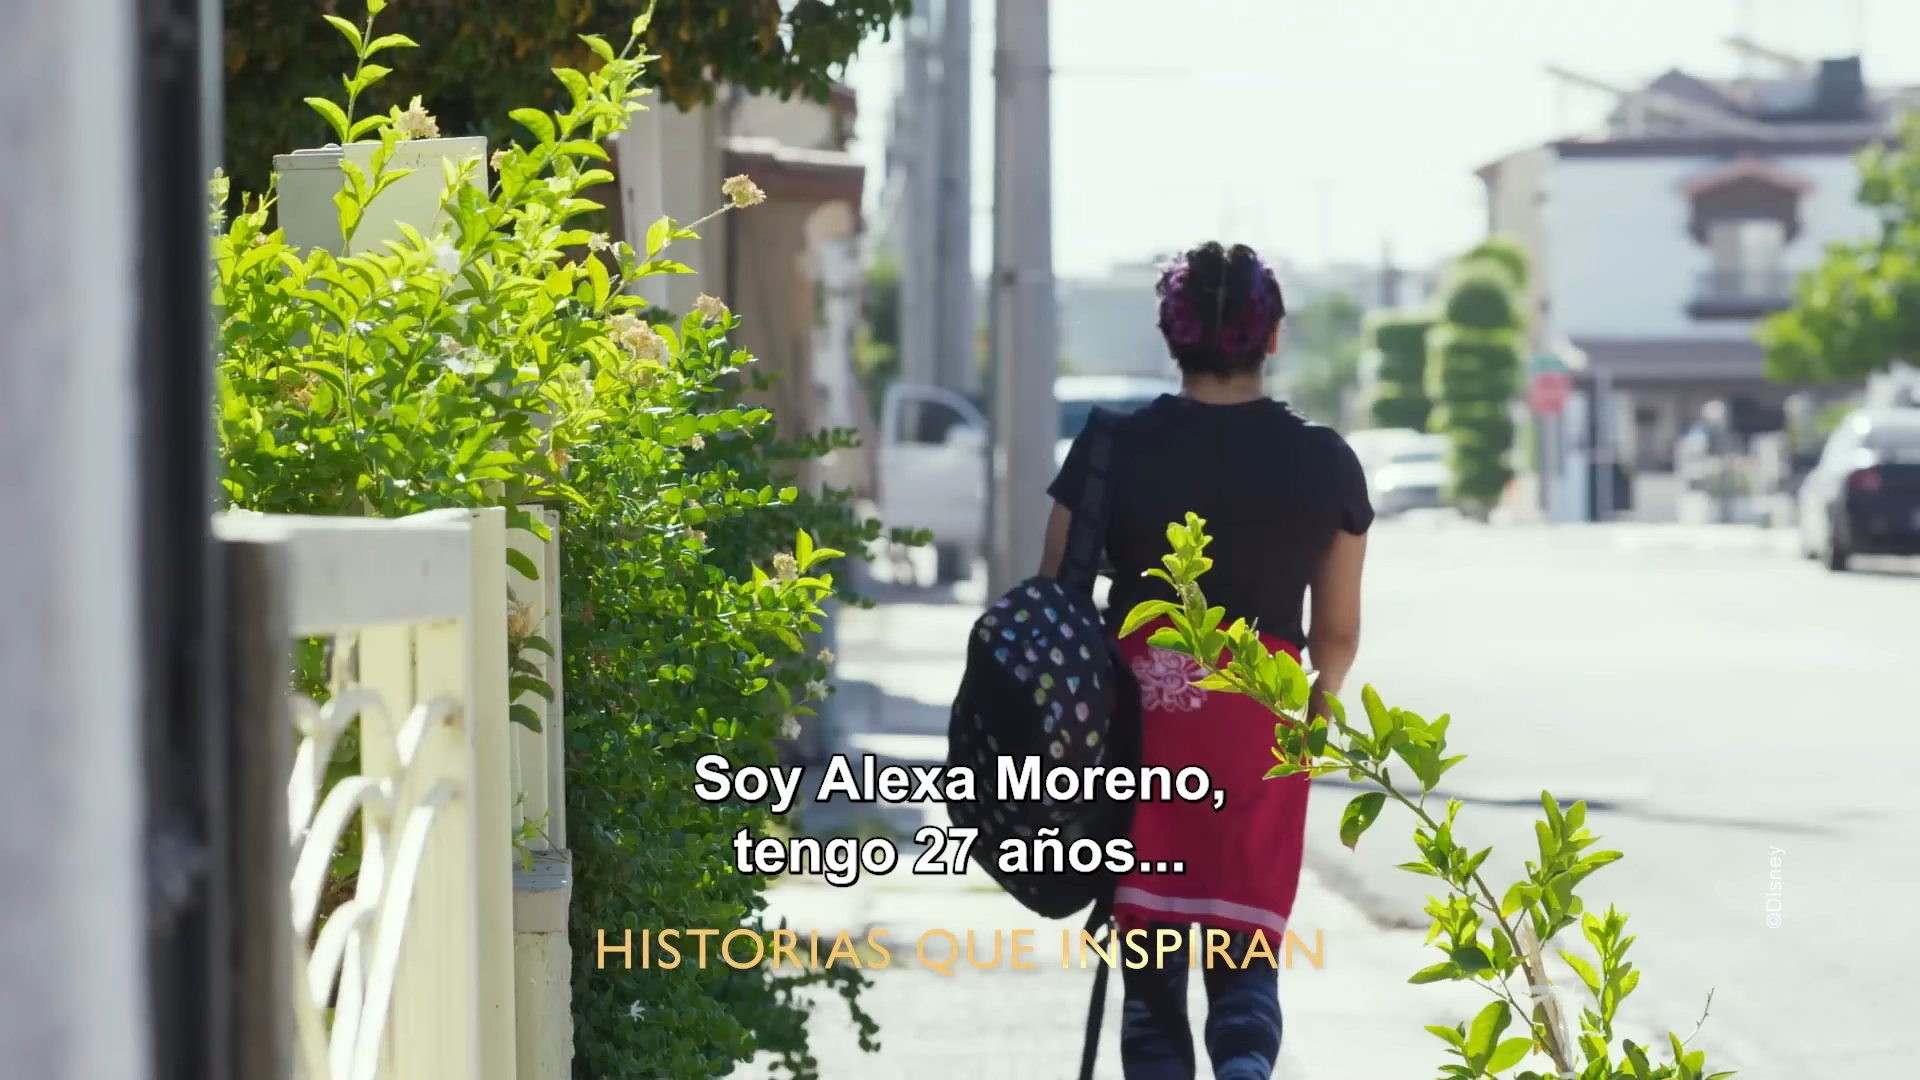 Soy Alexa Moreno,
tengo 27 años...
HISTORIAS QUE INSPIRAN
©Disney